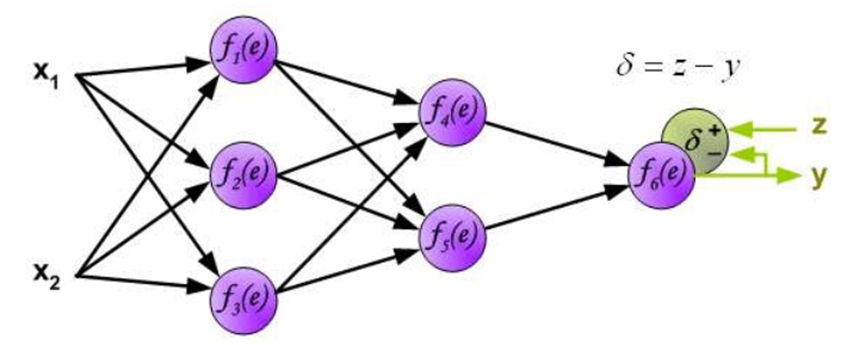 x1
x2
f1(e)
f2(e)
f3(e)
f4(e)
f5(e)
f6(e)
δ = z − y
δ + −
z
y